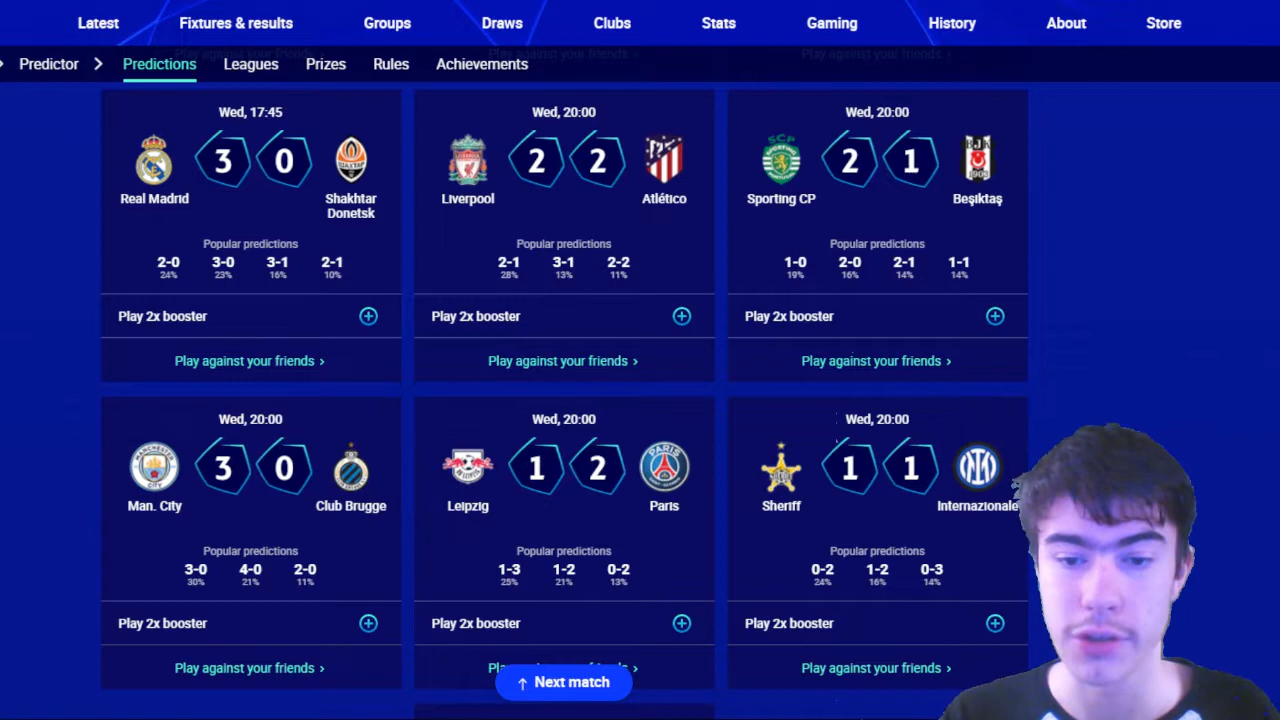 Latest Fixtures & results Groups Draws Clubs Stats Gaming History About Store
Predictor Predictions Leagues Prizes Rules Achievements
Wed, 17:45
3 0
Real Madrid
Shakhtar
Donetsk
Popular predictions
2-0 3-0 3-1 2-1
24% 23% 16% 10%
Play 2x booster
Play against your friends ›
Wed, 20:00
2 2
Liverpool Atlético
Popular predictions
2-1 3-1 2-2
28% 13% 11%
Play 2x booster
Play against your friends ›
Wed, 20:00
2 1
Sporting CP Beşiktaş
Popular predictions
1-0 2-0 2-1 1-1
19% 16% 14% 14%
Play 2x booster
Play against your friends ›
Wed, 20:00
3 0
Man. City Club Brugge
Popular predictions
3-0 4-0 2-0
30% 21% 11%
Play 2x booster
Play against your friends ›
Wed, 20:00
1 2
Leipzig Paris
Popular predictions
1-3 1-2 0-2
25% 21% 13%
Play 2x booster
Next match
Wed, 20:00
1 1
Sheriff Internazionale
Popular predictions
0-2 1-2 0-3
24% 16% 14%
Play 2x booster
Play against your friends ›